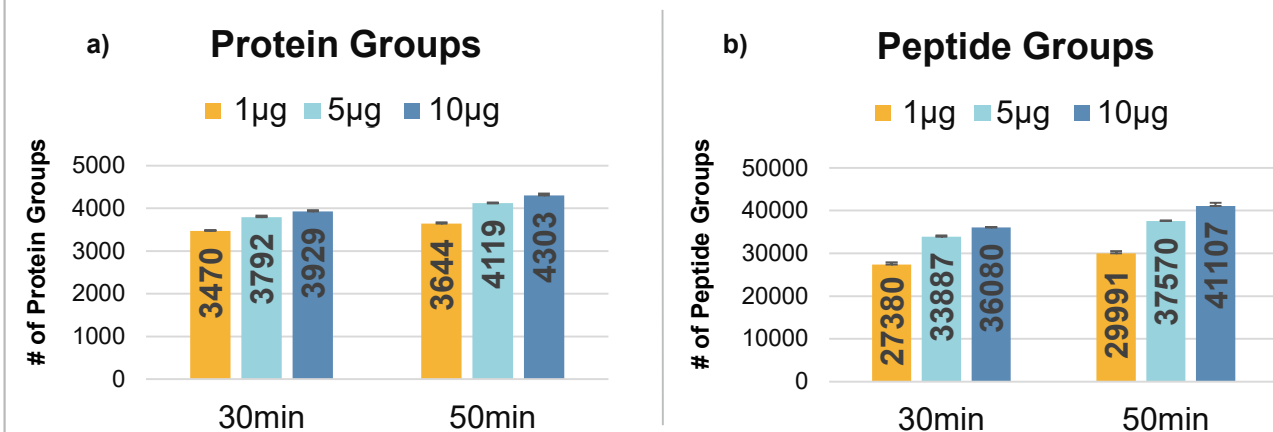 a) Protein Groups
1µg 5µg 10µg
# of Protein Groups
5000
4000
3000
2000
1000
0
3470 3792 3929 3644 4119 4303
30min 50min
b) Peptide Groups
1µg 5µg 10µg
# of Peptide Groups
50000
40000
30000
20000
10000
0
27380 33887 36080 29991 37570 41107
30min 50min